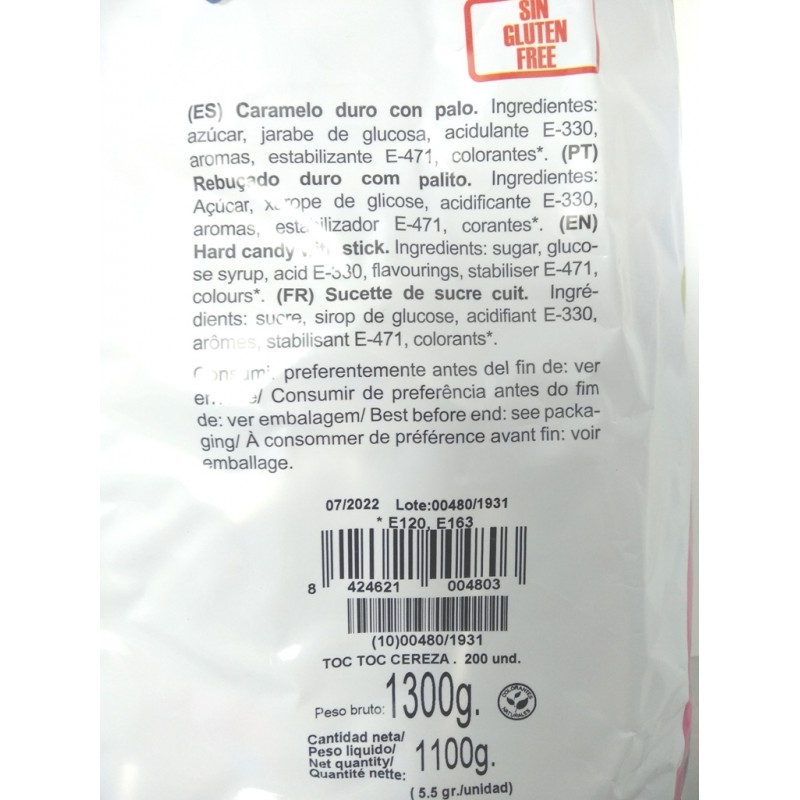 SIN
GLUTEN
FREE
(ES) Caramelo duro con palo. Ingredientes:
azúcar, jarabe de glucosa, acidulante E-330,
aromas, estabilizante E-471, colorantes*. (PT)
Rebuçado duro com palito. Ingredientes:
Açúcar, de glicose, acidificante E-330,
aromas, estabilizador E-471, corantes*. (EN)
Hard candy stick. Ingredients: sugar, gluco-
se syrup, acid E-330, flavourings, stabiliser E-471,
colours*. (FR) Sucette de sucre cuit. Ingré-
dients: sucre, sirop de glucose, acidifiant E-330,
arômes, stabilisant E-471, colorants*.
Consumir preferentemente antes del fin de: ver
/ Consumir de preferência antes do fim
de: ver embalagem/ Best before end: see packa-
ging/ À consommer de préférence avant fin: voir
emballage.
07/2022 Lote:00480/1931
* E120, E163
8 424621 004803
(10)00480/1931
TOC TOC CEREZA . 200 und.
Peso bruto: 1300g.
COLORANTES NATURALES
Cantidad neta/
Peso liquido/
Net quantity/
Quantité nette: 1100g.
( 5.5 gr./unidad)